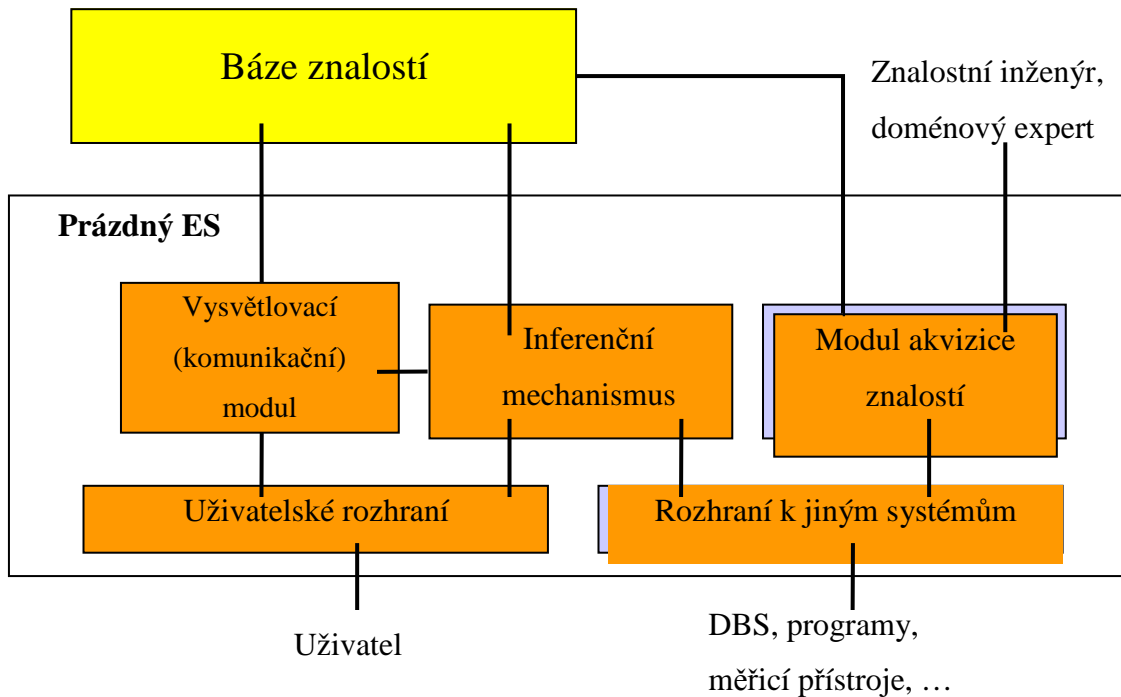 Báze znalostí
Znalostní inženýr,
doménový expert
Prázdný ES
Vysvětlovací
(komunikační)
modul
Inferenční
mechanismus
Modul akvizice
znalostí
Uživatelské rozhraní
Rozhraní k jiným systémům
Uživatel
DBS, programy,
měřicí přístroje, …